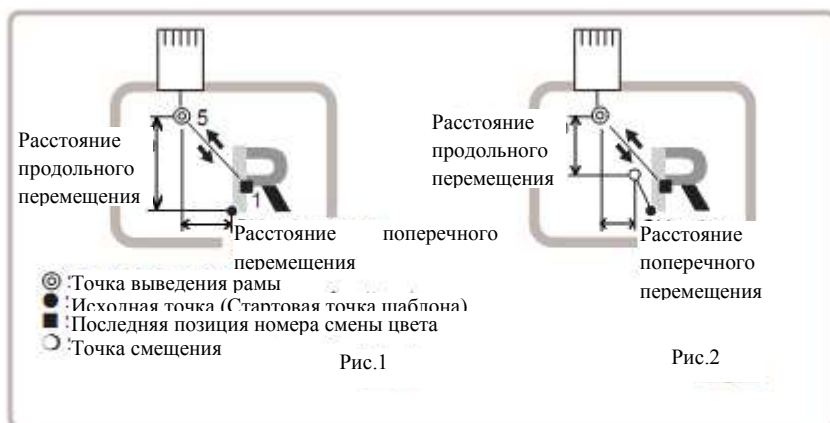 5
Расстояние
продольного
перемещения
1
Расстояние поперечного
перемещения
Расстояние
продольного
перемещения
Расстояние
поперечного
перемещения
:Точка выведения рамы
:Исходная точка (Стартовая точка шаблона)
:Последняя позиция номера смены цвета
:Точка смещения
Рис.1
Рис.2